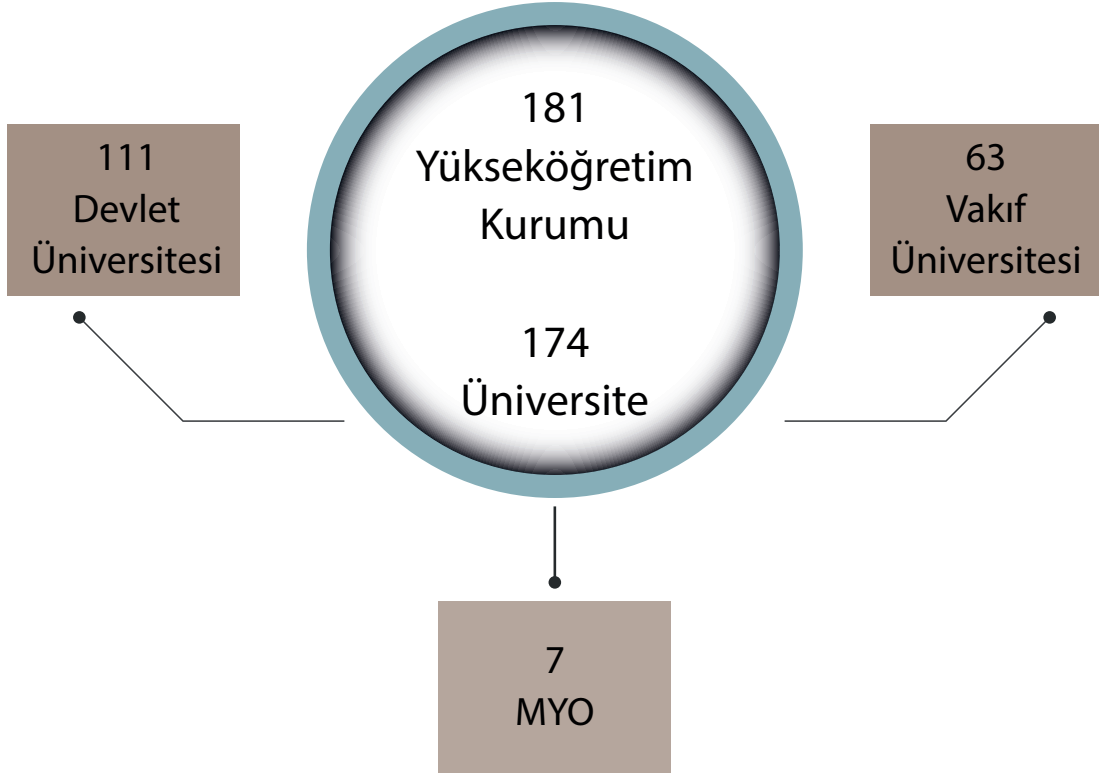 181
Yükseköğretim
Kurumu
174
Üniversite
111
Devlet
Üniversitesi
63
Vakıf
Üniversitesi
7
MYO